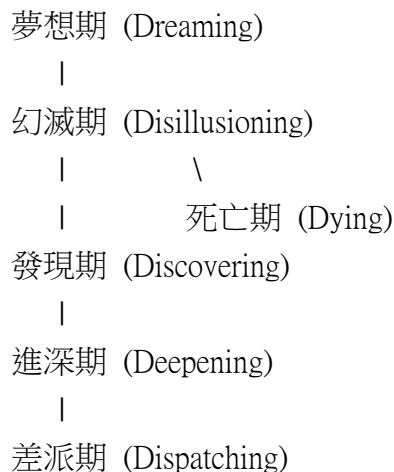 夢想期 (Dreaming)
|
幻滅期 (Disillusioning)
| \
| 死亡期 (Dying)
發現期 (Discovering)
|
進深期 (Deepening)
|
差派期 (Dispatching)